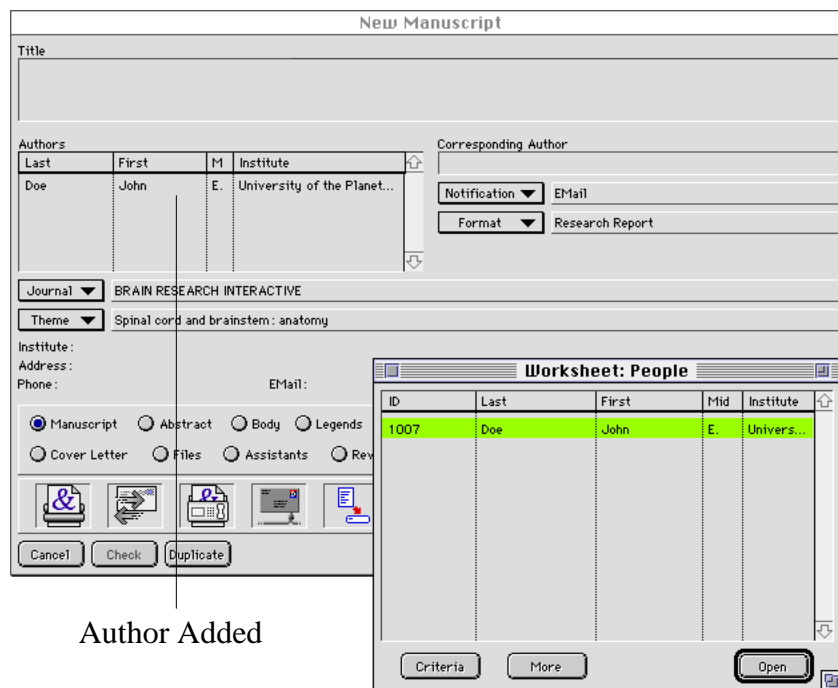 New Manuscript
Title
Authors
Last First M Institute
Doe John E. University of the Planet...
Corresponding Author
Notification EMail
Format Research Report
Journal BRAIN RESEARCH INTERACTIVE
Theme Spinal cord and brainstem: anatomy
Institute:
Address:
Phone: EMail:
Manuscript Abstract Body Legends
Cover Letter Files Assistants Rev
Cancel Check Duplicate
Worksheet: People
ID Last First Mid Institute
1007 Doe John E. Univers...
Criteria More Open
Author Added